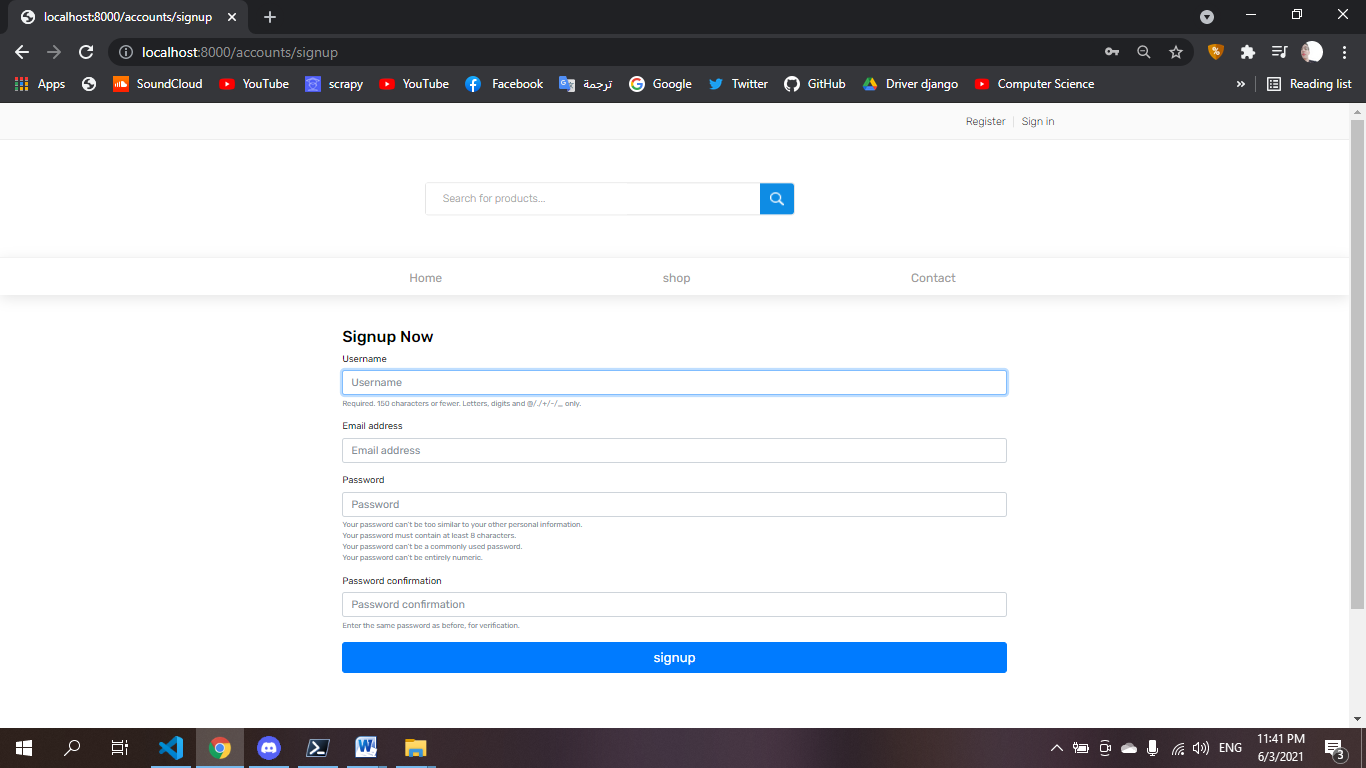 localhost:8000/accounts/signup
localhost:8000/accounts/signup
Apps SoundCloud YouTube scrapy YouTube Facebook ترجمة Google Twitter GitHub Driver django Computer Science » Reading list
Register Sign in
Search for products...
Home shop Contact
Signup Now
Username
Username
Required. 150 characters or fewer. Letters, digits and @/./+/-/_ only.
Email address
Email address
Password
Password
Your password can't be too similar to your other personal information.
Your password must contain at least 8 characters.
Your password can't be a commonly used password.
Your password can't be entirely numeric.
Password confirmation
Password confirmation
Enter the same password as before, for verification.
signup
ENG 11:41 PM
6/3/2021 3